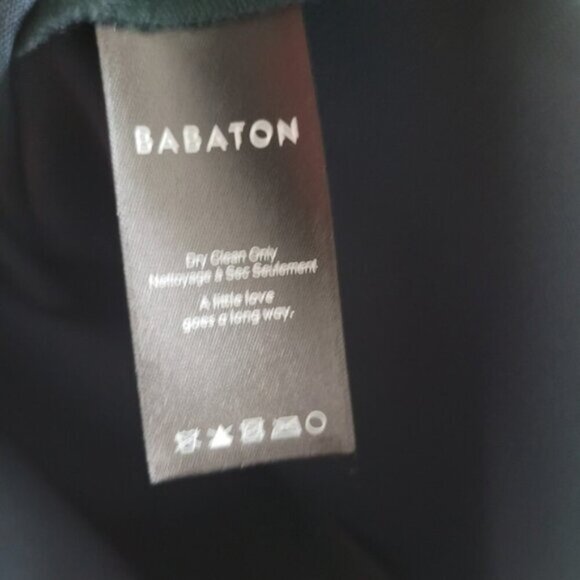 BABATON
Dry Clean Only
Nettoyage à Sec Seulement
A little love
goes a long way.